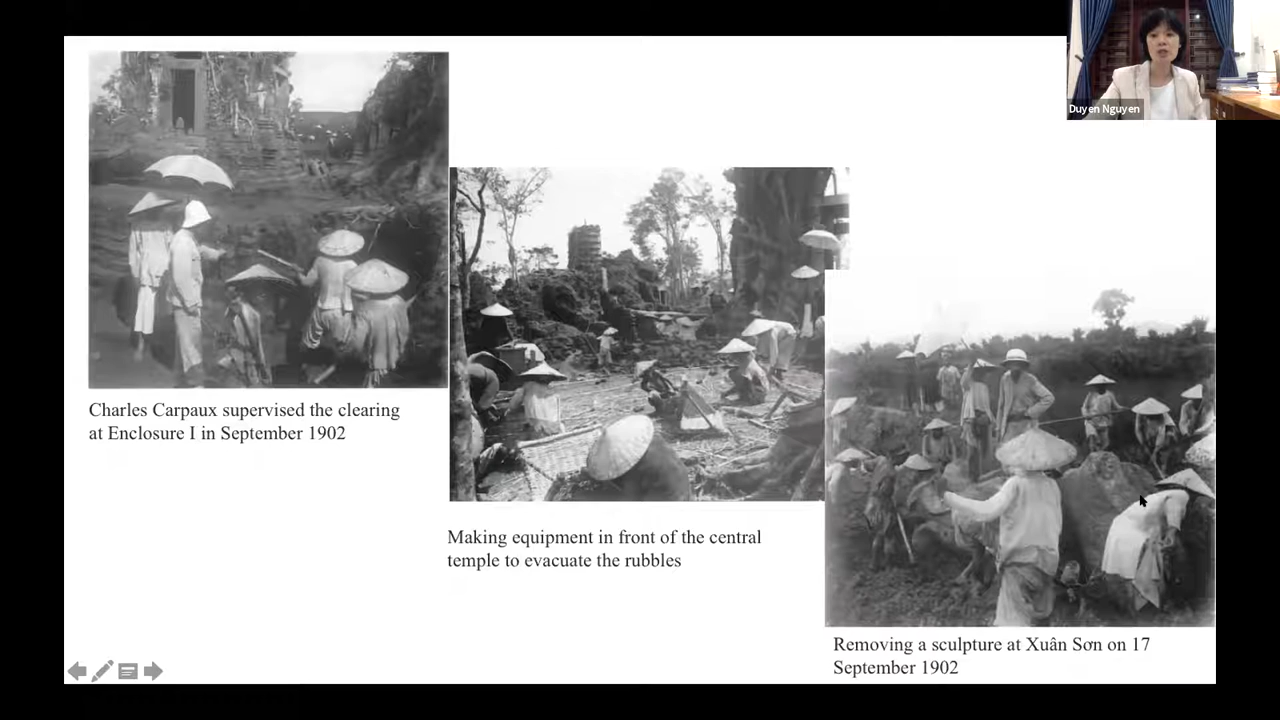 Duyen Nguyen
Charles Carpaux supervised the clearing
at Enclosure I in September 1902
Making equipment in front of the central
temple to evacuate the rubbles
Removing a sculpture at Xuân Sơn on 17
September 1902